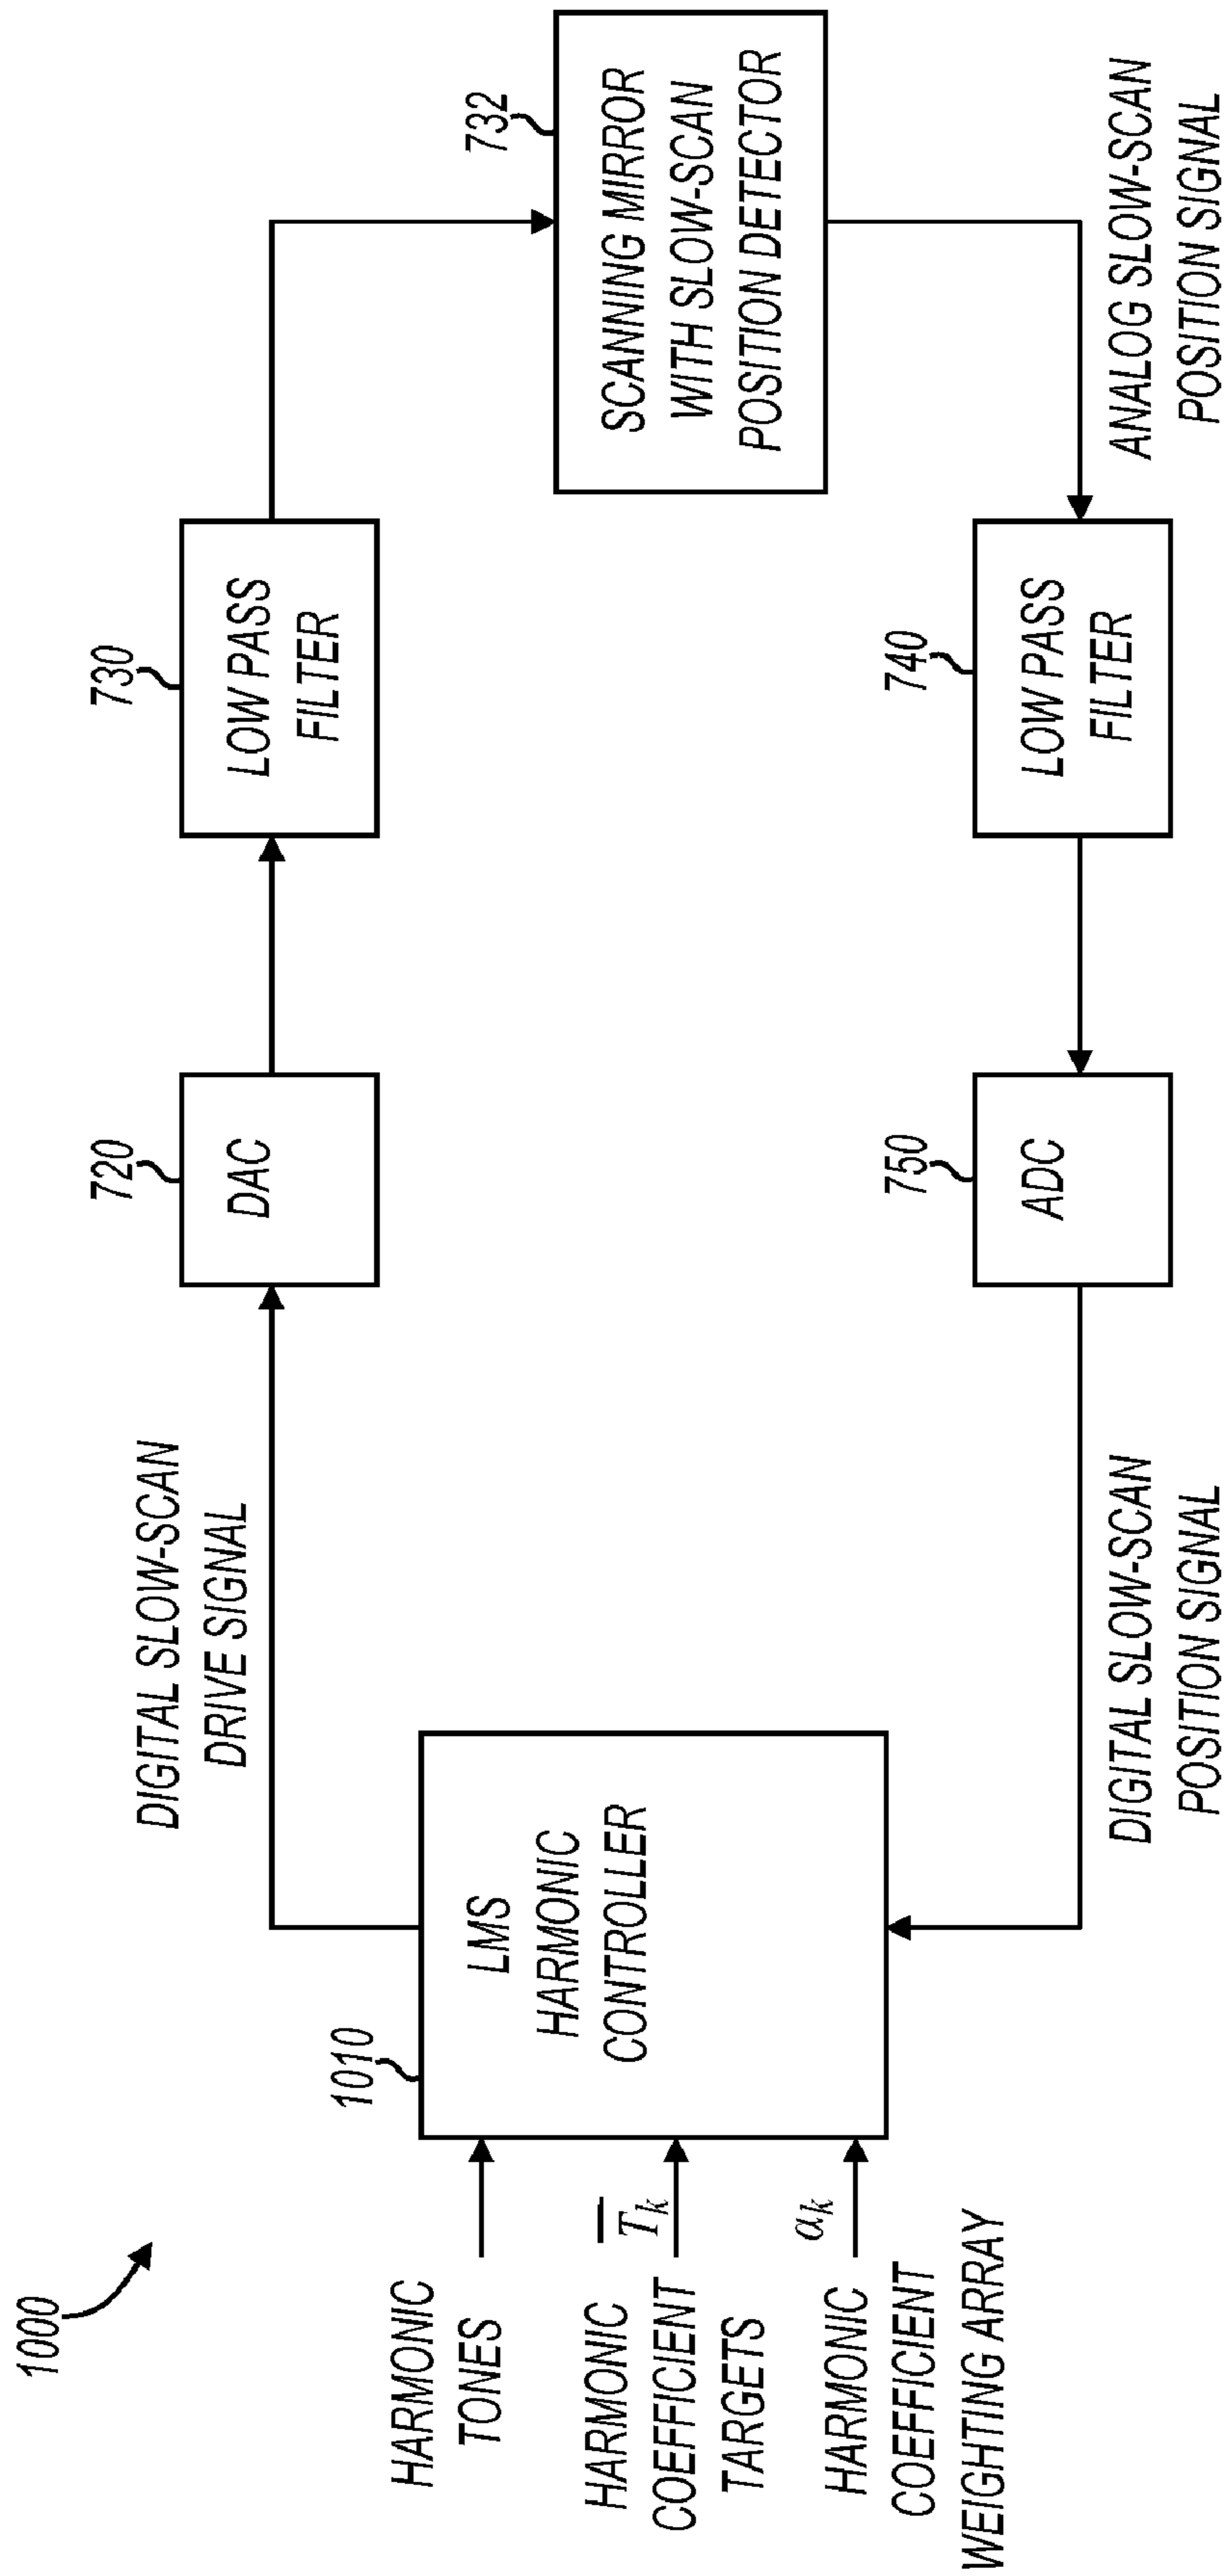 1000
HARMONIC
TONES
HARMONIC
COEFFICIENT
TARGETS
T̅k
HARMONIC
COEFFICIENT
WEIGHTING ARRAY
αk
1010
LMS
HARMONIC
CONTROLLER
DIGITAL SLOW-SCAN
DRIVE SIGNAL
720
DAC
730
LOW PASS
FILTER
732
SCANNING MIRROR
WITH SLOW-SCAN
POSITION DETECTOR
ANALOG SLOW-SCAN
POSITION SIGNAL
740
LOW PASS
FILTER
750
ADC
DIGITAL SLOW-SCAN
POSITION SIGNAL